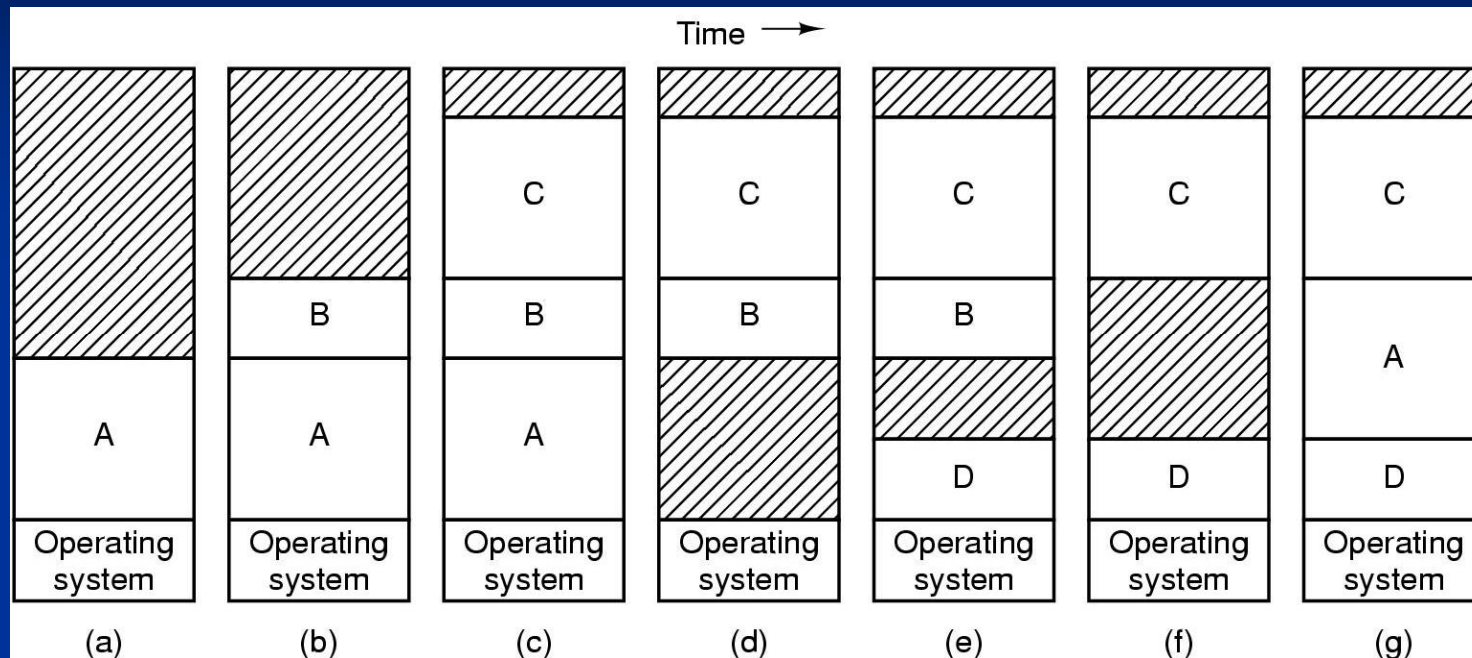 Time
C
C
C
C
C
B
B
B
B
A
A
A
A
D
D
D
Operating
system
Operating
system
Operating
system
Operating
system
Operating
system
Operating
system
Operating
system
(a)
(b)
(c)
(d)
(e)
(f)
(g)